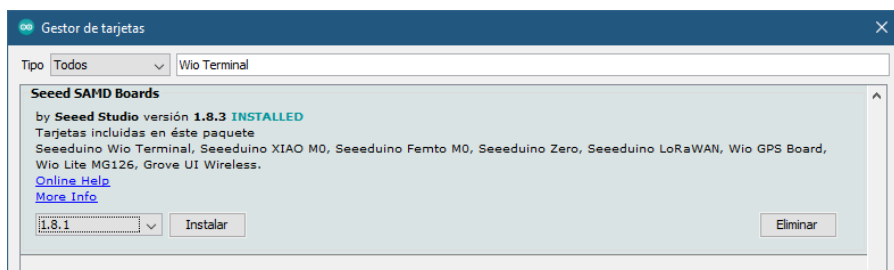 Gestor de tarjetas
Tipo Todos Wio Terminal
Seeed SAMD Boards
by Seeed Studio versión 1.8.3 INSTALLED
Tarjetas incluidas en éste paquete
Seeeduino Wio Terminal, Seeeduino XIAO M0, Seeeduino Femto M0, Seeeduino Zero, Seeeduino LoRaWAN, Wio GPS Board,
Wio Lite MG126, Grove UI Wireless.
Online Help
More Info
1.8.1 Instalar Eliminar